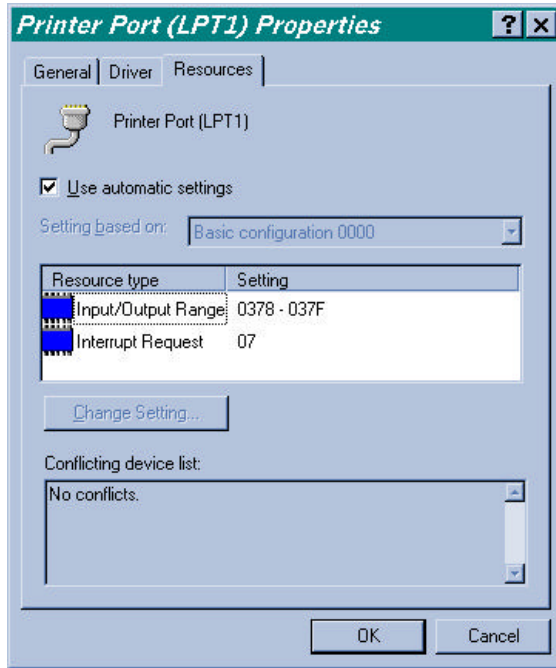 Printer Port (LPT1) Properties ? ×
General Driver Resources
Printer Port (LPT1)
Use automatic settings
Setting based on: Basic configuration 0000
Resource type Setting
Input/Output Range 0378 - 037F
Interrupt Request 07
Change Setting...
Conflicting device list:
No conflicts.
OK Cancel